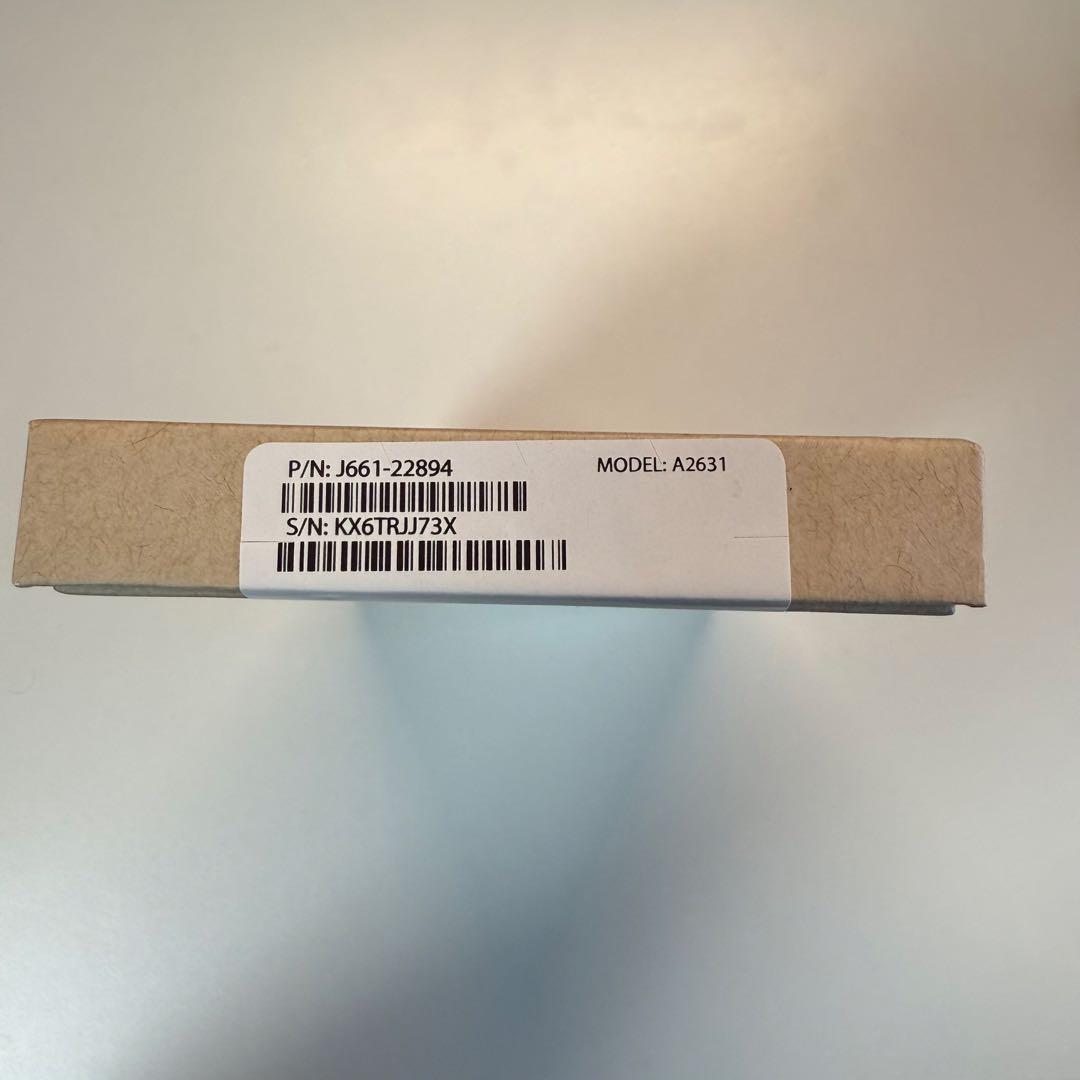 P/N: J661-22894
MODEL: A2631
S/N: KX6TRJJ73X